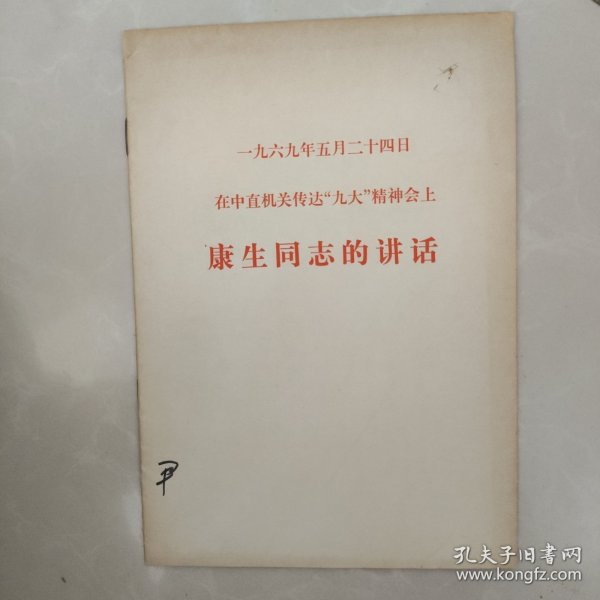 一九六九年五月二十四日
在中直机关传达“九大”精神会上
康生同志的讲话
尹
孔夫子旧书网
www.kongfz.com